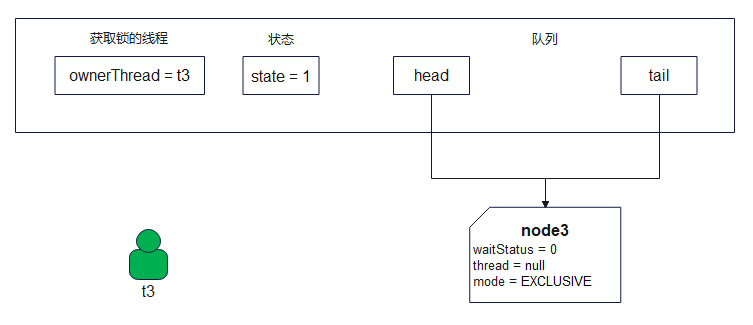 获取锁的线程
状态
队列
ownerThread = t3
state = 1
head
tail
node3
waitStatus = 0
thread = null
mode = EXCLUSIVE
t3